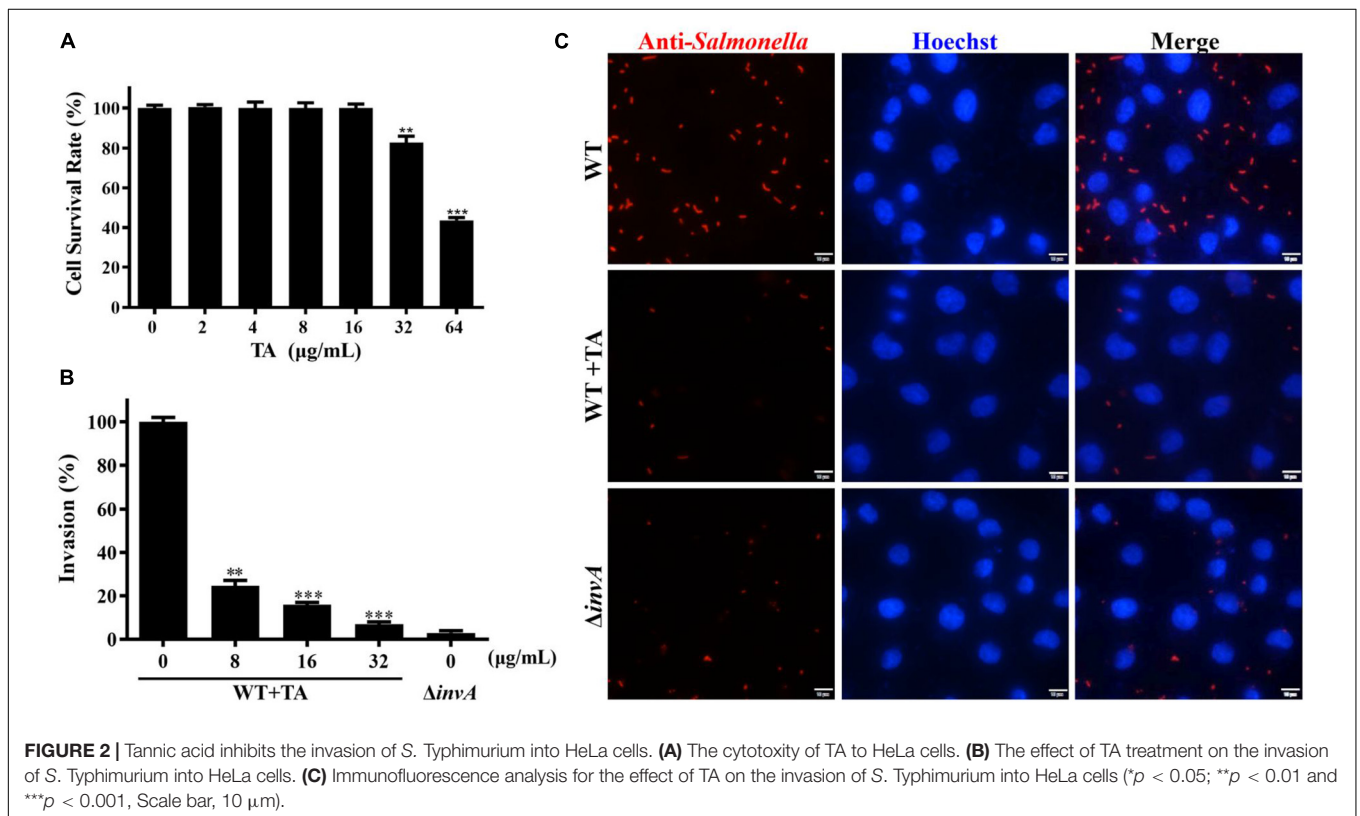 A
Cell Survival Rate (%)
100
80
60
40
20
0
**
***
0 2 4 8 16 32 64
TA (µg/mL)
B
Invasion (%)
100
80
60
40
20
0
**
***
***
0 8 16 32 0 (µg/mL)
WT+TA ΔinvA
C
Anti-Salmonella Hoechst Merge
WT
WT +TA
ΔinvA
FIGURE 2 | Tannic acid inhibits the invasion of S. Typhimurium into HeLa cells. (A) The cytotoxity of TA to HeLa cells. (B) The effect of TA treatment on the invasion
of S. Typhimurium into HeLa cells. (C) Immunofluorescence analysis for the effect of TA on the invasion of S. Typhimurium into HeLa cells (*p < 0.05; **p < 0.01 and
***p < 0.001, Scale bar, 10 µm).